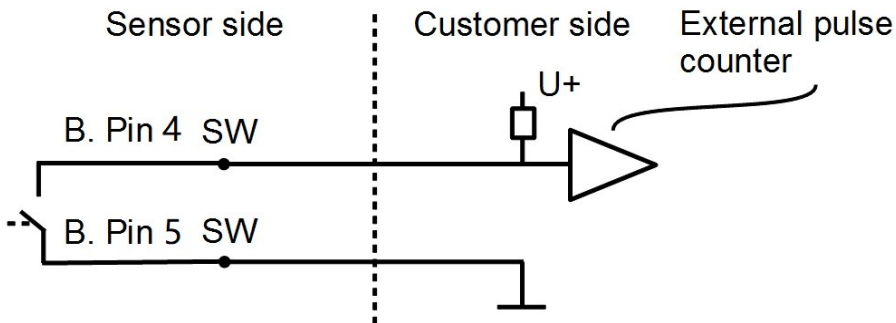 Sensor side
Customer side
External pulse
counter
U+
B. Pin 4 SW
B. Pin 5 SW